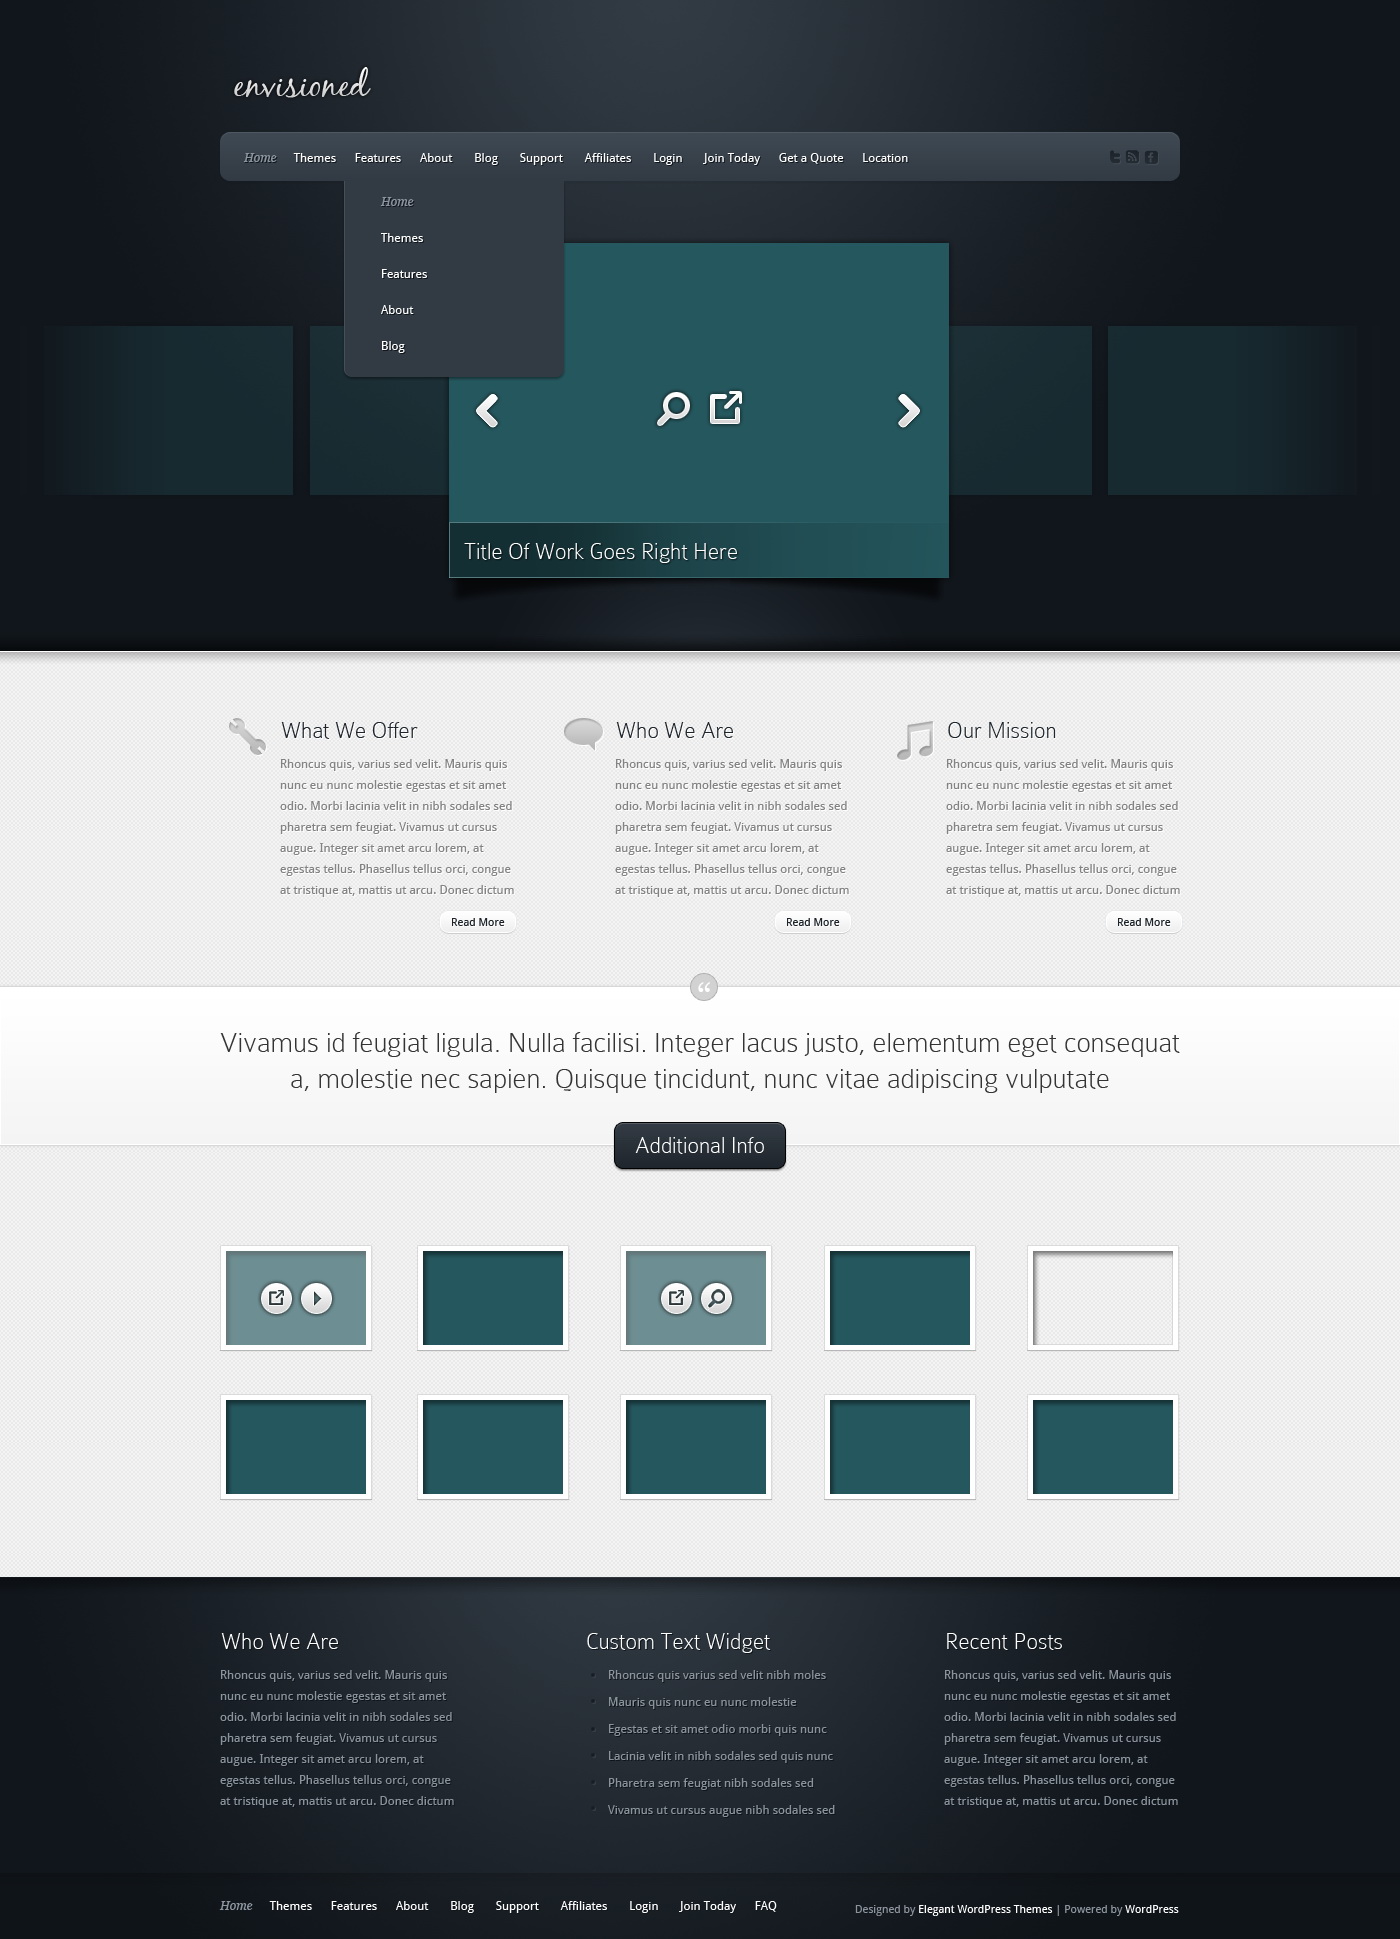 envisioned
Home Themes Features About Blog Support Affiliates Login Join Today Get a Quote Location
Home
Themes
Features
About
Blog
Title Of Work Goes Right Here
What We Offer
Rhoncus quis, varius sed velit. Mauris quis
nunc eu nunc molestie egestas et sit amet
odio. Morbi lacinia velit in nibh sodales sed
pharetra sem feugiat. Vivamus ut cursus
augue. Integer sit amet arcu lorem, at
egestas tellus. Phasellus tellus orci, congue
at tristique at, mattis ut arcu. Donec dictum
Read More
Who We Are
Rhoncus quis, varius sed velit. Mauris quis
nunc eu nunc molestie egestas et sit amet
odio. Morbi lacinia velit in nibh sodales sed
pharetra sem feugiat. Vivamus ut cursus
augue. Integer sit amet arcu lorem, at
egestas tellus. Phasellus tellus orci, congue
at tristique at, mattis ut arcu. Donec dictum
Read More
Our Mission
Rhoncus quis, varius sed velit. Mauris quis
nunc eu nunc molestie egestas et sit amet
odio. Morbi lacinia velit in nibh sodales sed
pharetra sem feugiat. Vivamus ut cursus
augue. Integer sit amet arcu lorem, at
egestas tellus. Phasellus tellus orci, congue
at tristique at, mattis ut arcu. Donec dictum
Read More
“
Vivamus id feugiat ligula. Nulla facilisi. Integer lacus justo, elementum eget consequat
a, molestie nec sapien. Quisque tincidunt, nunc vitae adipiscing vulputate
Additional Info
Who We Are
Rhoncus quis, varius sed velit. Mauris quis
nunc eu nunc molestie egestas et sit amet
odio. Morbi lacinia velit in nibh sodales sed
pharetra sem feugiat. Vivamus ut cursus
augue. Integer sit amet arcu lorem, at
egestas tellus. Phasellus tellus orci, congue
at tristique at, mattis ut arcu. Donec dictum
Custom Text Widget
Rhoncus quis varius sed velit nibh moles
Mauris quis nunc eu nunc molestie
Egestas et sit amet odio morbi quis nunc
Lacinia velit in nibh sodales sed quis nunc
Pharetra sem feugiat nibh sodales sed
Vivamus ut cursus augue nibh sodales sed
Recent Posts
Rhoncus quis, varius sed velit. Mauris quis
nunc eu nunc molestie egestas et sit amet
odio. Morbi lacinia velit in nibh sodales sed
pharetra sem feugiat. Vivamus ut cursus
augue. Integer sit amet arcu lorem, at
egestas tellus. Phasellus tellus orci, congue
at tristique at, mattis ut arcu. Donec dictum
Home Themes Features About Blog Support Affiliates Login Join Today FAQ
Designed by Elegant WordPress Themes | Powered by WordPress